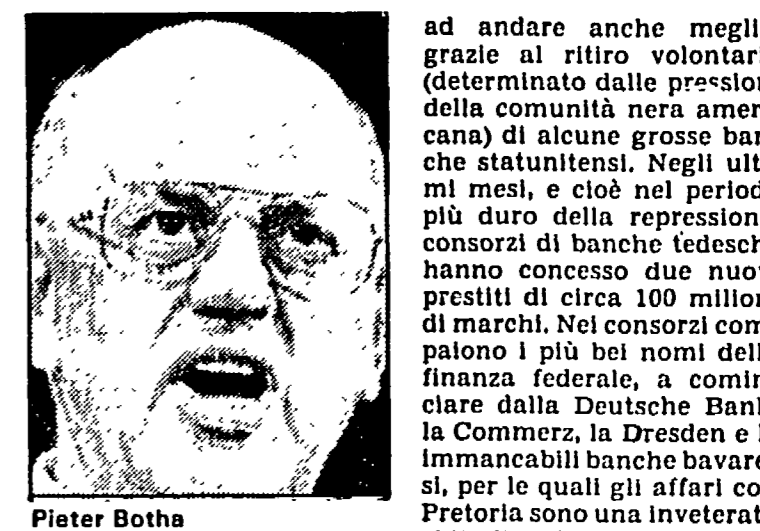 ad andare anche megli
grazie al ritiro volontari
(determinato dalle pression
della comunità nera amer
cana) di alcune grosse ban
che statunitensi. Negli ulti
mi mesi, e cioè nel period
più duro della repression
consorzi di banche tedesch
hanno concesso due nuov
prestiti di circa 100 milion
di marchi. Nei consorzi com
paiono i più bei nomi dell
finanza federale, a comin
ciare dalla Deutsche Bank
la Commerz, la Dresden e l
immancabili banche bavare
si, per le quali gli affari co
Pretoria sono una inveterat
Pieter Botha